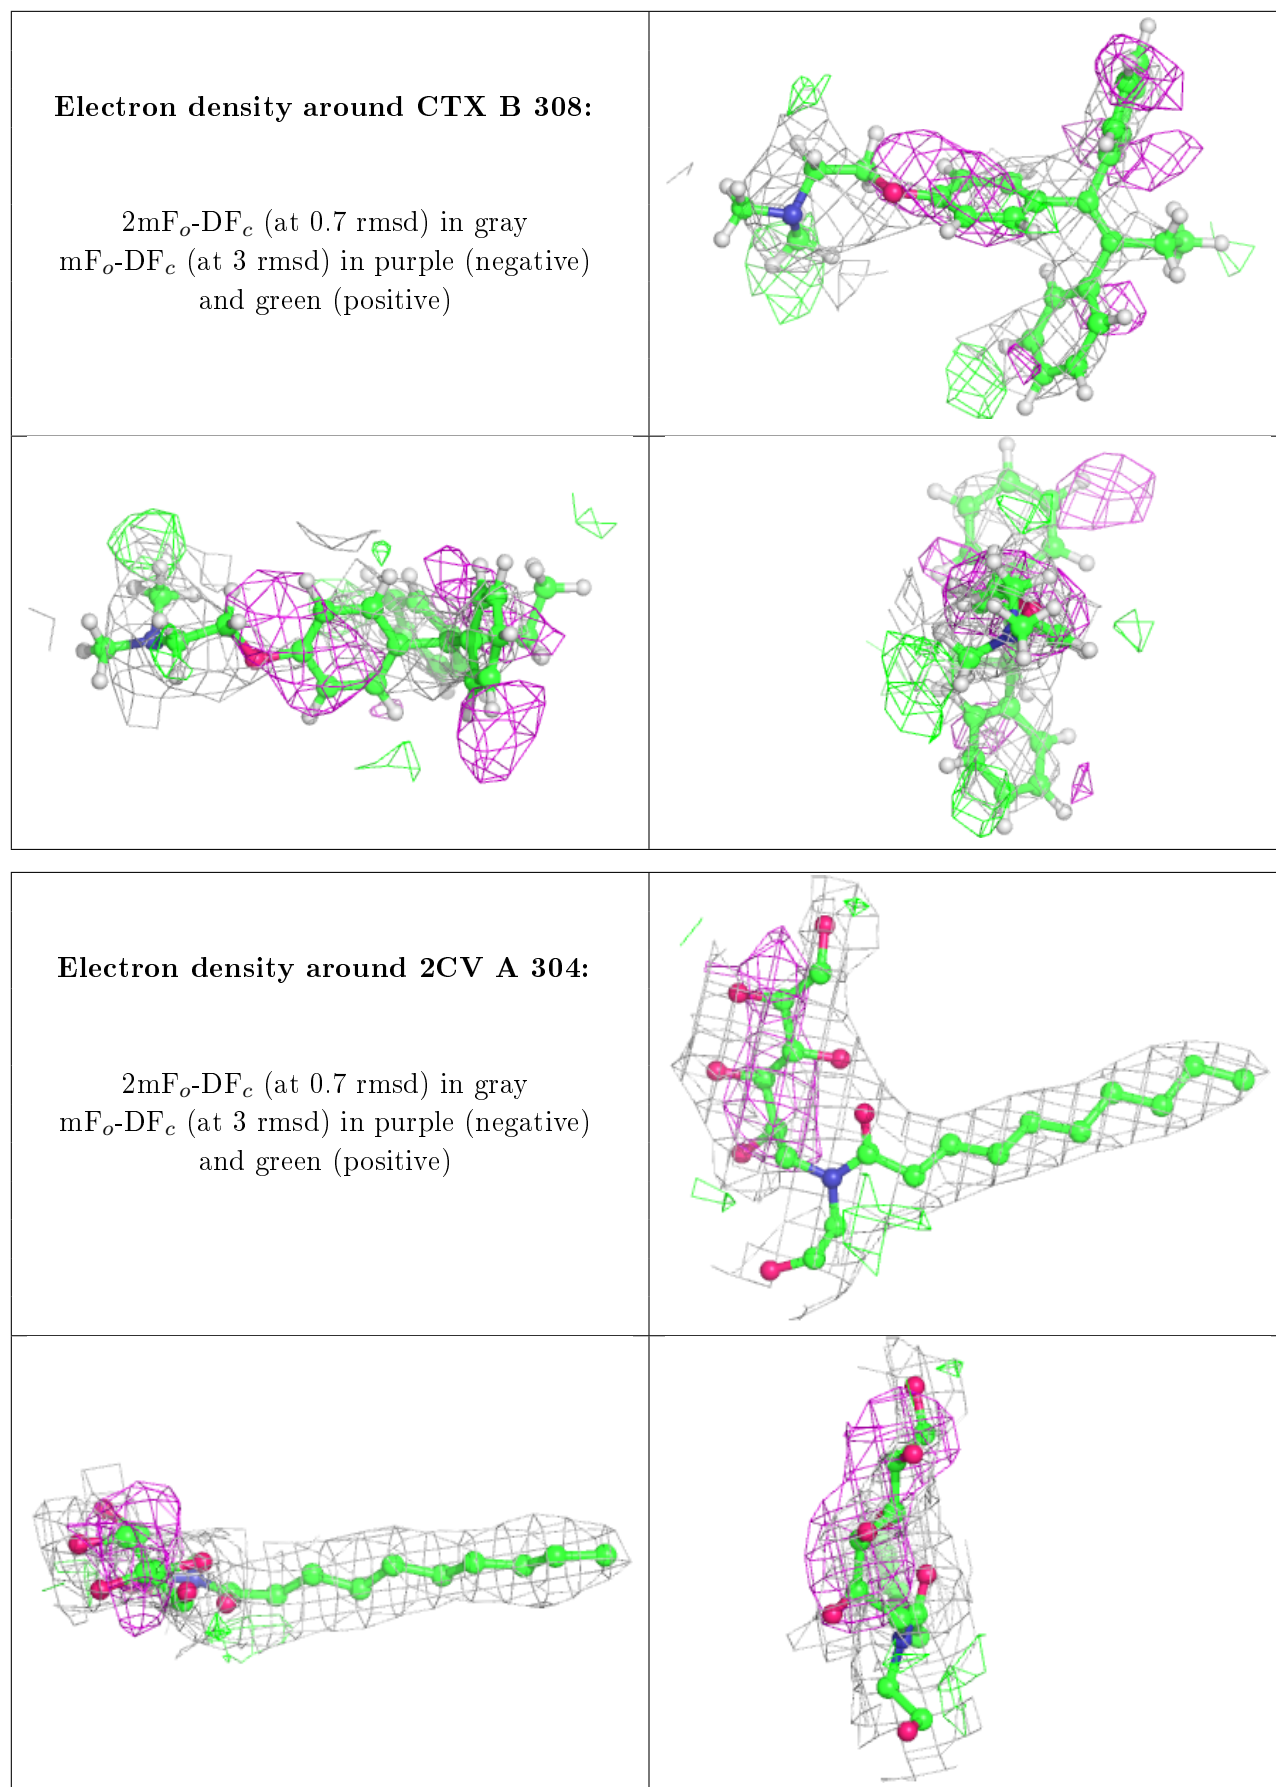 Electron density around CTX B 308:
2mFo-DFc (at 0.7 rmsd) in gray
mFo-DFc (at 3 rmsd) in purple (negative)
and green (positive)
Electron density around 2CV A 304:
2mFo-DFc (at 0.7 rmsd) in gray
mFo-DFc (at 3 rmsd) in purple (negative)
and green (positive)